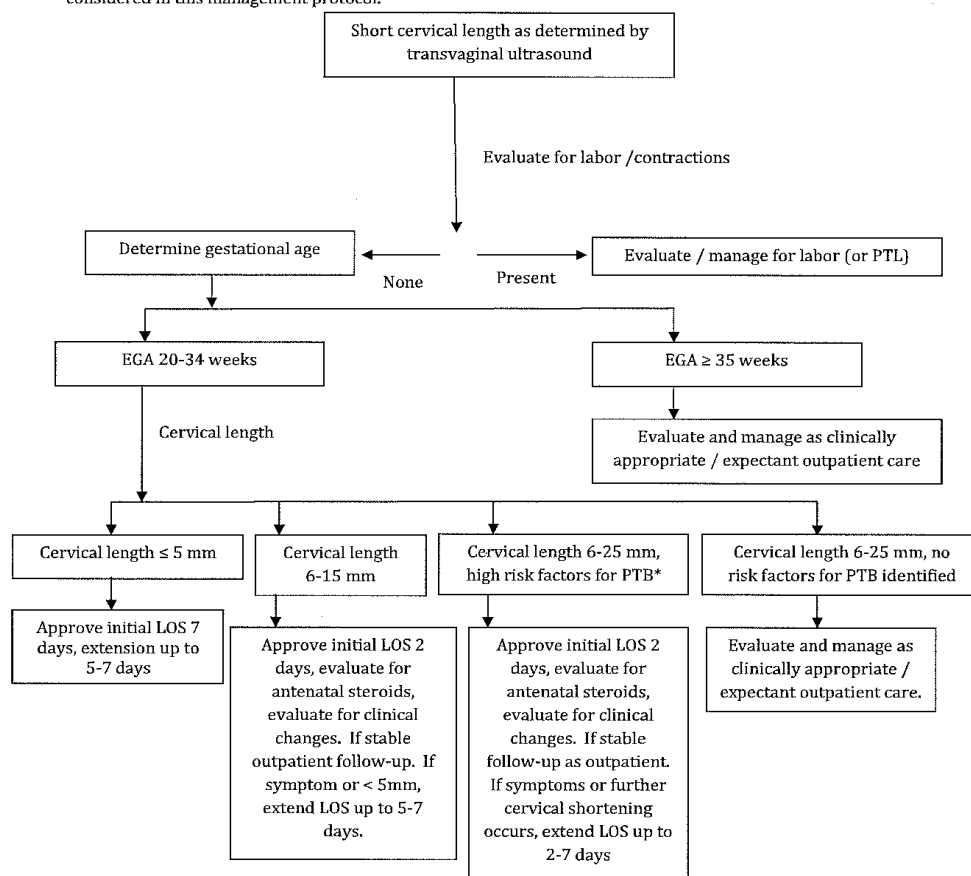 considered in this management protocol.
Short cervical length as determined by
transvaginal ultrasound
Evaluate for labor /contractions
Determine gestational age
None
Present
Evaluate / manage for labor (or PTL)
EGA 20-34 weeks
EGA ≥ 35 weeks
Cervical length
Evaluate and manage as clinically
appropriate / expectant outpatient care
Cervical length ≤ 5 mm
Cervical length
6-15 mm
Cervical length 6-25 mm,
high risk factors for PTB*
Cervical length 6-25 mm, no
risk factors for PTB identified
Approve initial LOS 7
days, extension up to
5-7 days
Approve initial LOS 2
days, evaluate for
antenatal steroids,
evaluate for clinical
changes. If stable
outpatient follow-up. If
symptom or < 5mm,
extend LOS up to 5-7
days.
Approve initial LOS 2
days, evaluate for
antenatal steroids,
evaluate for clinical
changes. If stable
follow-up as outpatient.
If symptoms or further
cervical shortening
occurs, extend LOS up to
2-7 days
Evaluate and manage as
clinically appropriate /
expectant outpatient care.